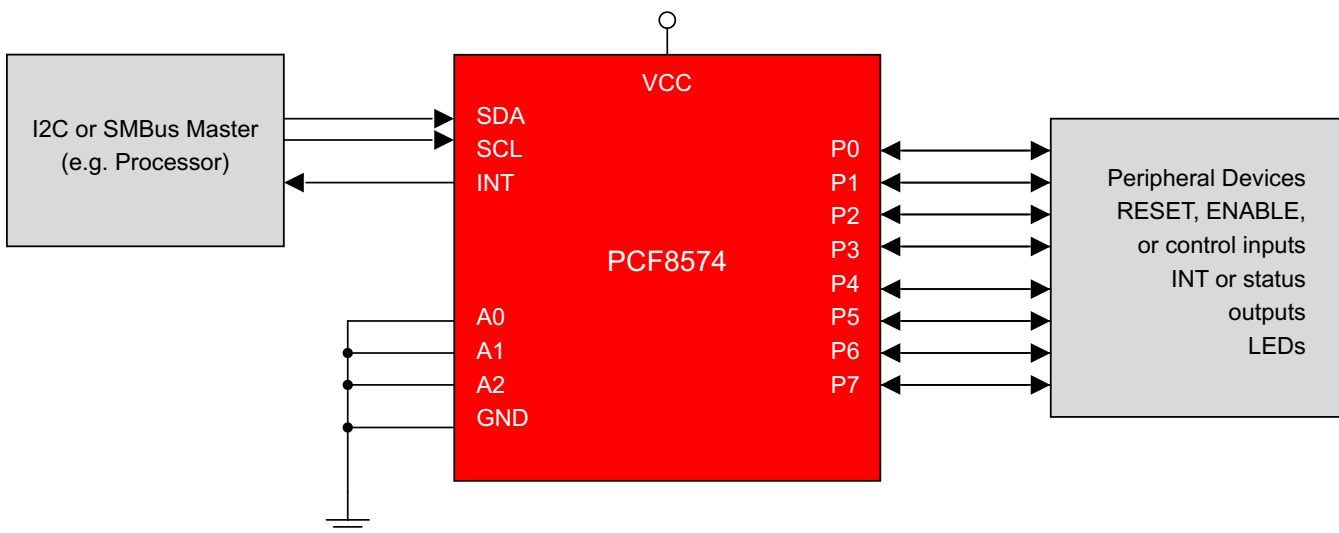 I2C or SMBus Master
(e.g. Processor)
VCC
SDA
SCL
INT
A0
A1
A2
GND
PCF8574
P0
P1
P2
P3
P4
P5
P6
P7
Peripheral Devices
RESET, ENABLE,
or control inputs
INT or status
outputs
LEDs